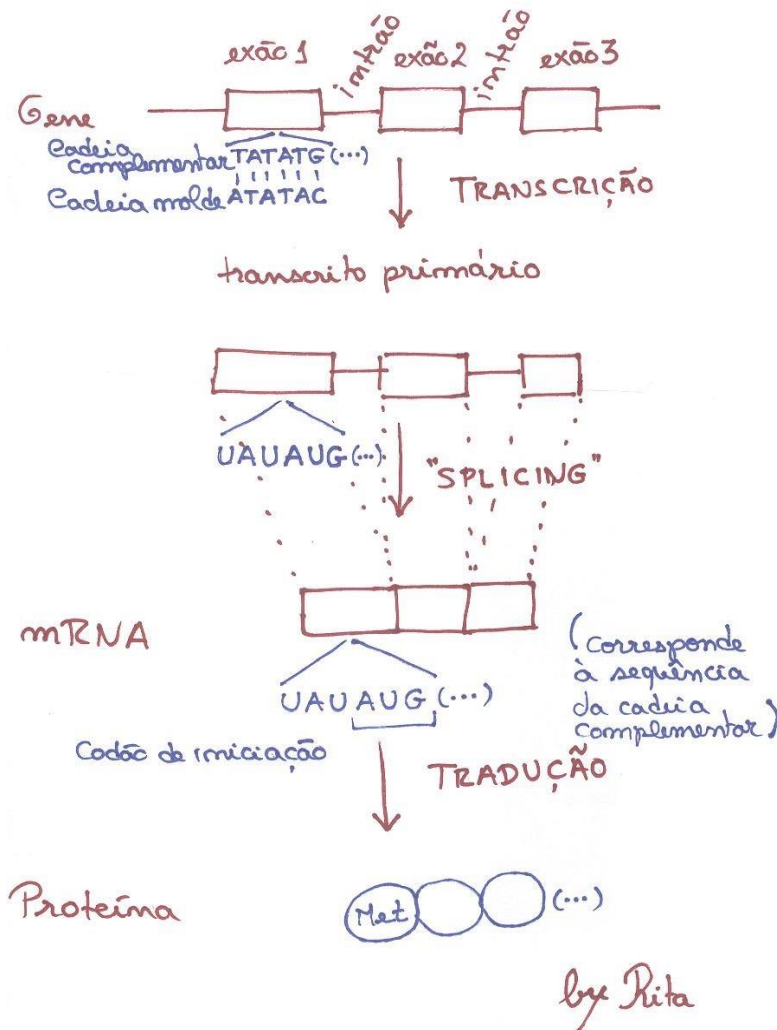 exão 1 intrão exão 2 intrão exão 3
Gene
Cadeia
complementar TATATG (...)
Cadeia molde ATATAC
TRANSCRIÇÃO
transcrito primário
UAUAUG (...)
"SPLICING"
mRNA
UAUAUG (...)
(corresponde
à sequência
da cadeia
complementar)
Codão de iniciação
TRADUÇÃO
Proteína
Met (...)
by Rita